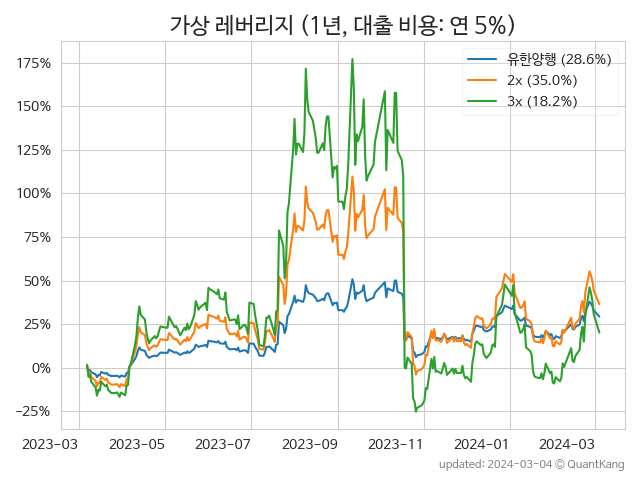 가상 레버리지 (1년, 대출 비용: 연 5%)
유한양행 (28.6%)
2x (35.0%)
3x (18.2%)
175%
150%
125%
100%
75%
50%
25%
0%
−25%
2023-03 2023-05 2023-07 2023-09 2023-11 2024-01 2024-03
updated: 2024-03-04 © QuantKang